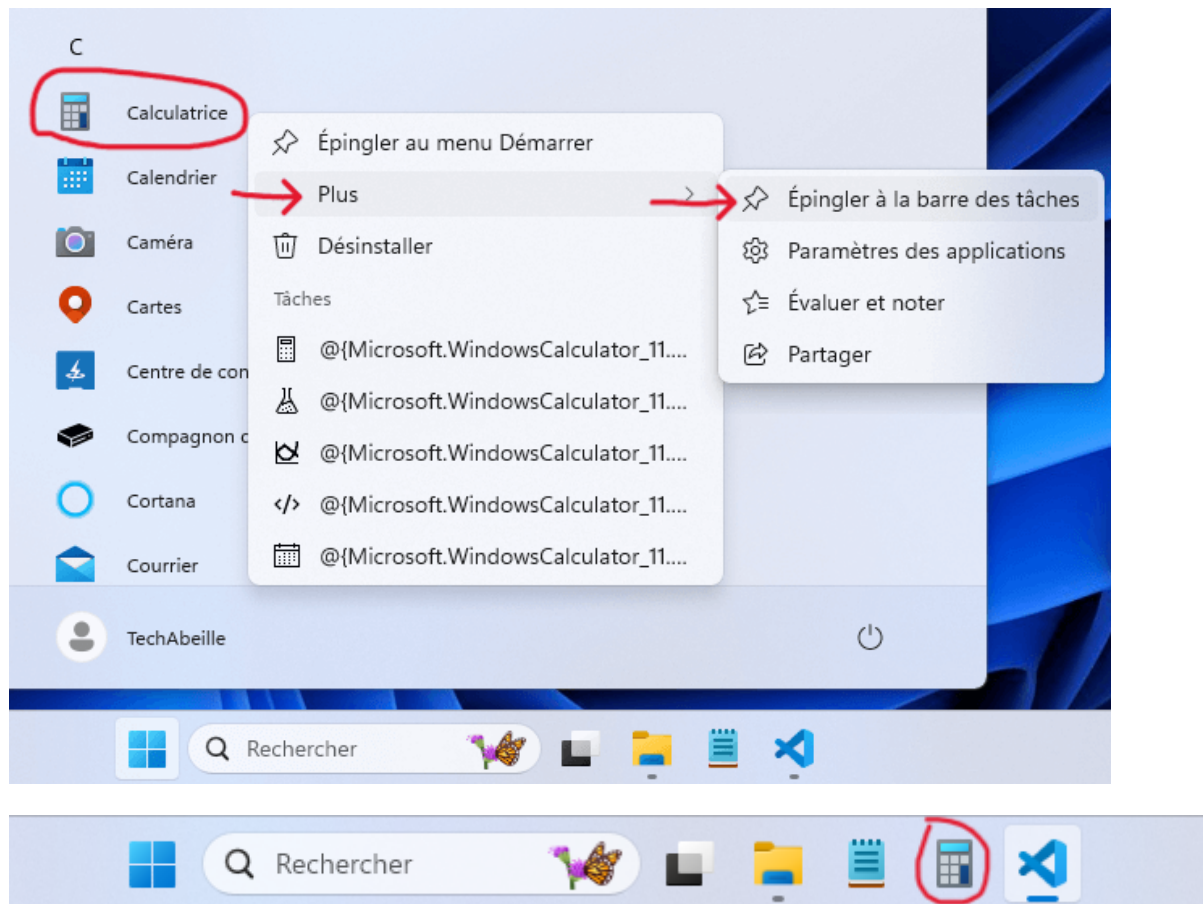 C
Calculatrice
Calendrier
Caméra
Cartes
Centre de con
Compagnon
Cortana
Courrier
TechAbeille
Épingler au menu Démarrer
Plus
Désinstaller
Tâches
@{Microsoft.WindowsCalculator_11....
@{Microsoft.WindowsCalculator_11....
@{Microsoft.WindowsCalculator_11....
@{Microsoft.WindowsCalculator_11....
@{Microsoft.WindowsCalculator_11....
Épingler à la barre des tâches
Paramètres des applications
Évaluer et noter
Partager
Rechercher
Rechercher